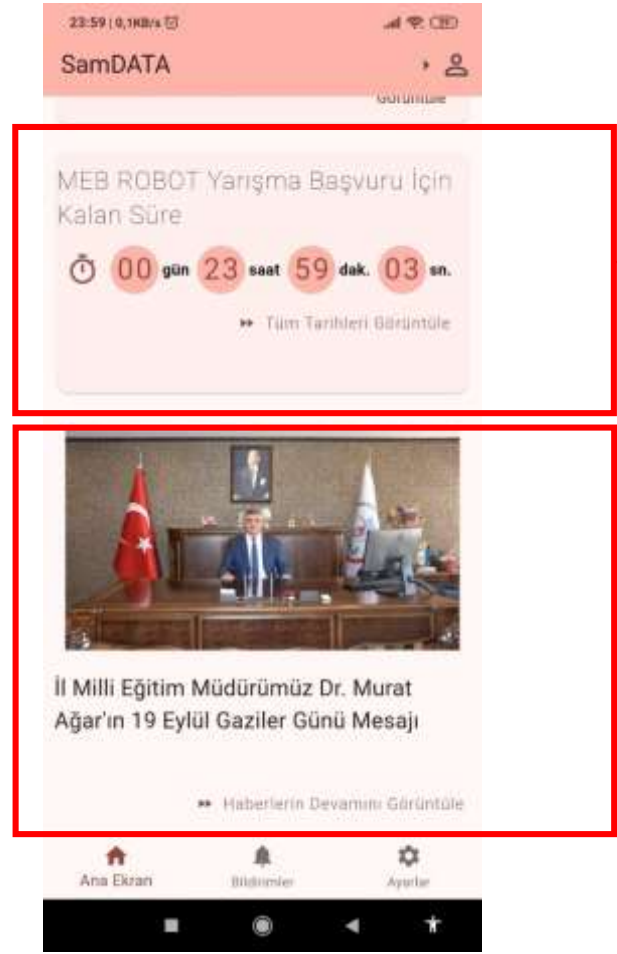 23:59 | 0,1KB/s
SamDATA
Görüntüle
MEB ROBOT Yarışma Başvuru İçin
Kalan Süre
00 gün 23 saat 59 dak. 03 sn.
Tüm Tarihleri Görüntüle
İl Milli Eğitim Müdürümüz Dr. Murat
Ağar'ın 19 Eylül Gaziler Günü Mesajı
Haberlerin Devamını Görüntüle
Ana Ekran Bildirimler Ayarlar